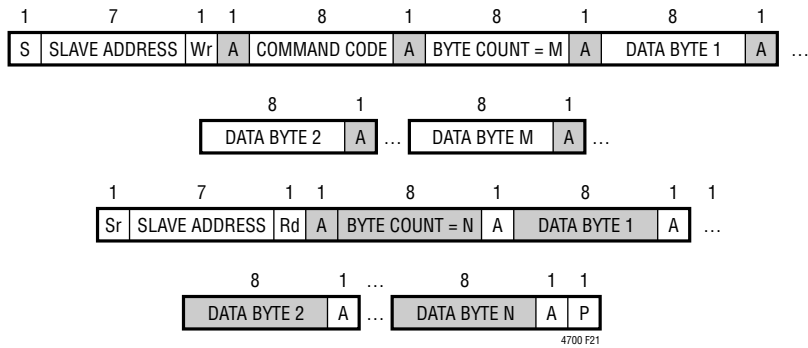 1 7 1 1 8 1 8 1 8 1
S SLAVE ADDRESS Wr A COMMAND CODE A BYTE COUNT = M A DATA BYTE 1 A …
8 1 8 1
DATA BYTE 2 A … DATA BYTE M A …
1 7 1 1 8 1 8 1 1
Sr SLAVE ADDRESS Rd A BYTE COUNT = N A DATA BYTE 1 A …
8 1 … 8 1 1
DATA BYTE 2 A … DATA BYTE N A P
4700 F21